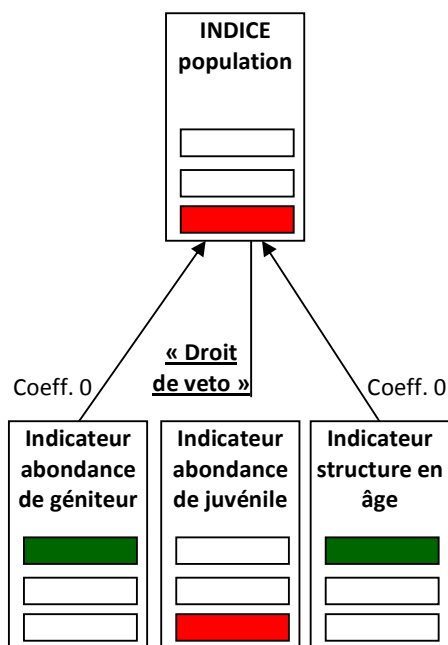 INDICE
population
« Droit
de veto »
Coeff. 0
Coeff. 0
Indicateur
abondance
de géniteur
Indicateur
abondance
de juvénile
Indicateur
structure en
âge